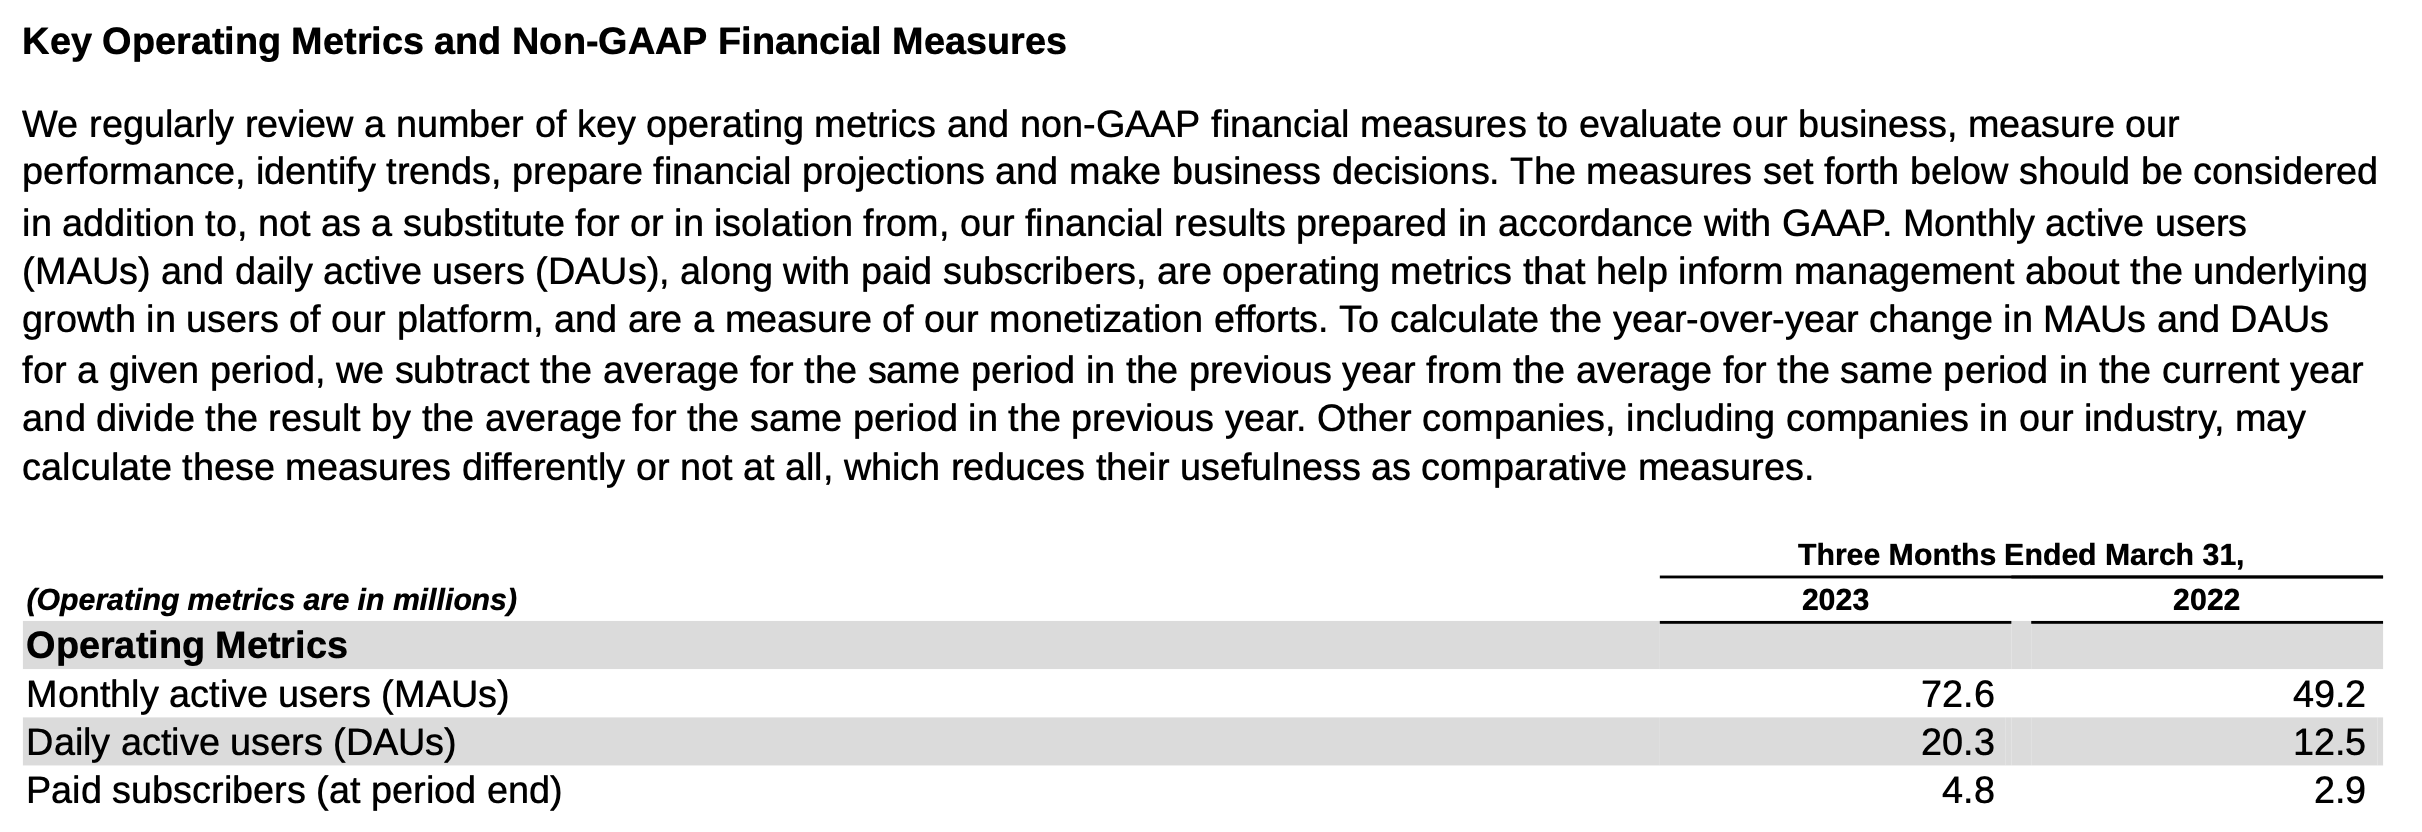 Key Operating Metrics and Non-GAAP Financial Measures
We regularly review a number of key operating metrics and non-GAAP financial measures to evaluate our business, measure our
performance, identify trends, prepare financial projections and make business decisions. The measures set forth below should be considered
in addition to, not as a substitute for or in isolation from, our financial results prepared in accordance with GAAP. Monthly active users
(MAUs) and daily active users (DAUs), along with paid subscribers, are operating metrics that help inform management about the underlying
growth in users of our platform, and are a measure of our monetization efforts. To calculate the year-over-year change in MAUs and DAUs
for a given period, we subtract the average for the same period in the previous year from the average for the same period in the current year
and divide the result by the average for the same period in the previous year. Other companies, including companies in our industry, may
calculate these measures differently or not at all, which reduces their usefulness as comparative measures.
Three Months Ended March 31,
(Operating metrics are in millions) 2023 2022
Operating Metrics
Monthly active users (MAUs) 72.6 49.2
Daily active users (DAUs) 20.3 12.5
Paid subscribers (at period end) 4.8 2.9